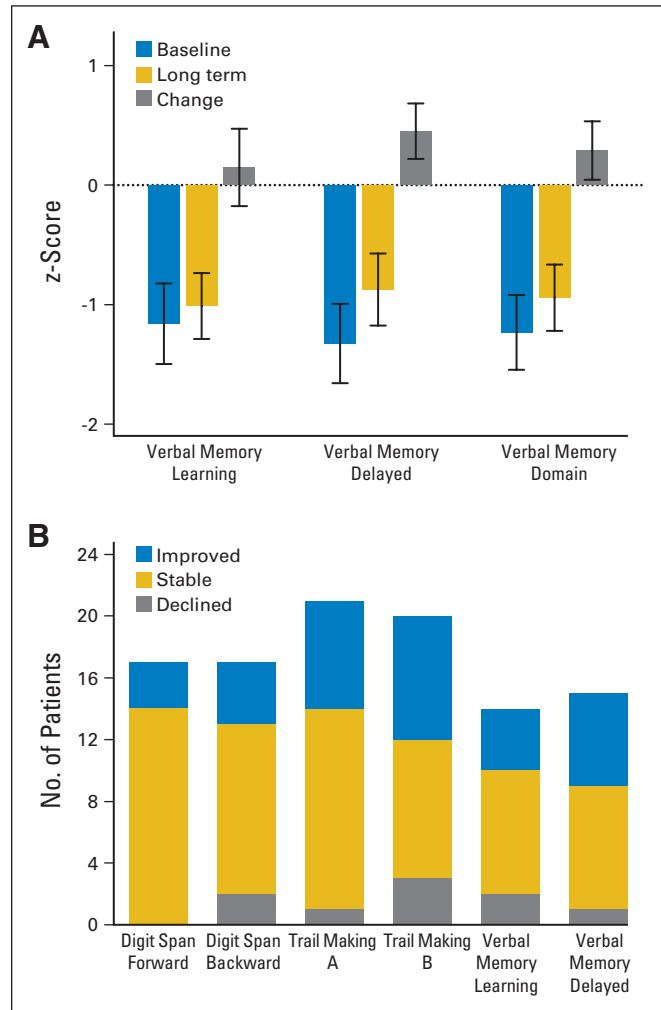 A
Baseline
Long term
Change
1
0
-1
-2
z-Score
Verbal Memory
Learning
Verbal Memory
Delayed
Verbal Memory
Domain
B
Improved
Stable
Declined
24
20
16
12
8
4
0
No. of Patients
Digit Span
Forward
Digit Span
Backward
Trail Making
A
Trail Making
B
Verbal
Memory
Learning
Verbal
Memory
Delayed